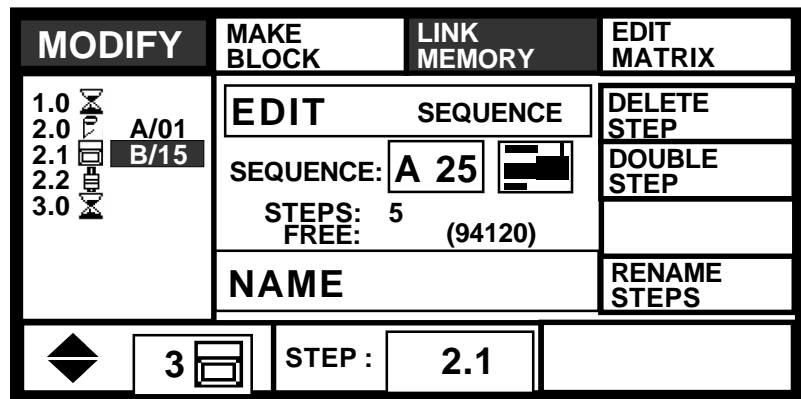 MODIFY
MAKE
BLOCK
LINK
MEMORY
EDIT
MATRIX
1.0
2.0 A/01
2.1 B/15
2.2
3.0
EDIT SEQUENCE
SEQUENCE: A 25
STEPS: 5
FREE: (94120)
NAME
DELETE
STEP
DOUBLE
STEP
RENAME
STEPS
3
STEP : 2.1